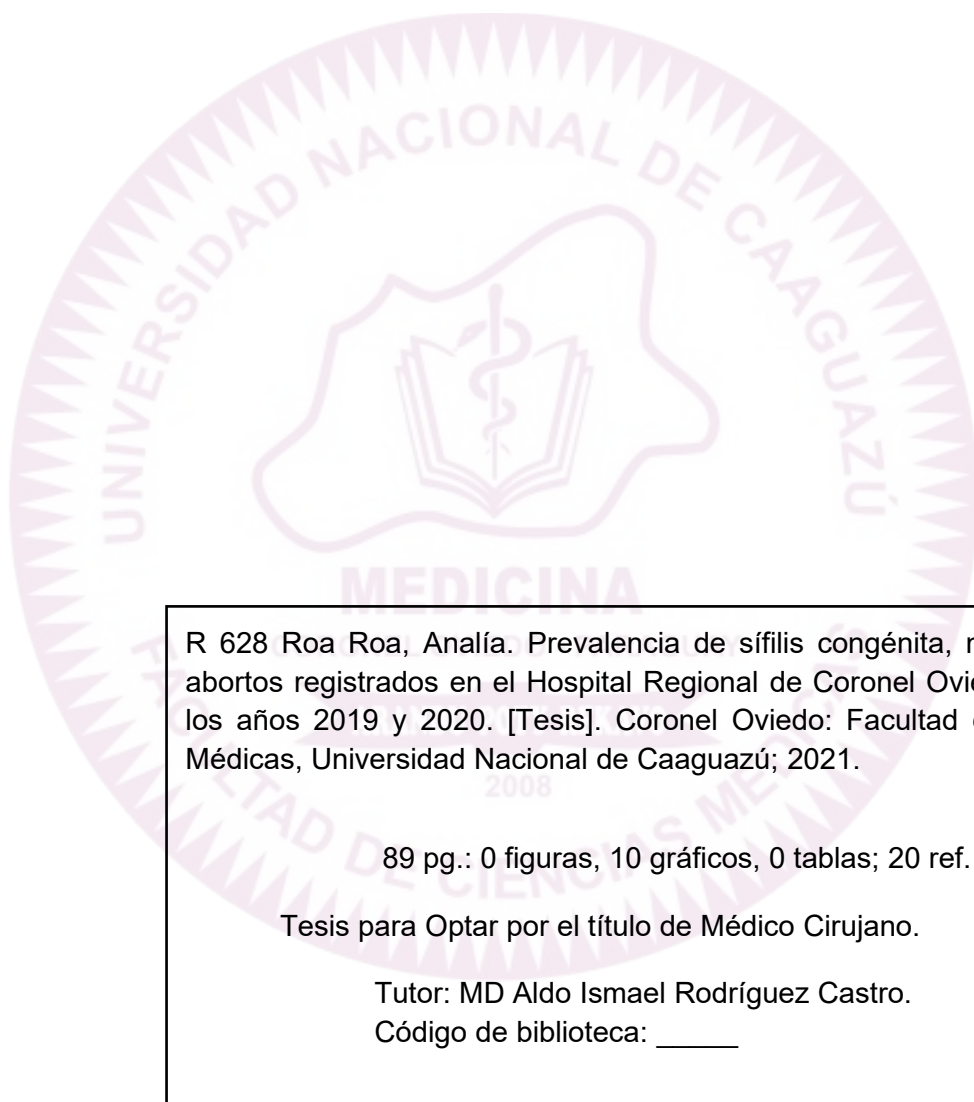 UNIVERSIDAD NACIONAL DE CAAGUAZÚ
MEDICINA
R 628 Roa Roa, Analía. Prevalencia de sífilis congénita,
abortos registrados en el Hospital Regional de Coronel
los años 2019 y 2020. [Tesis]. Coronel Oviedo: Facultad
Médicas, Universidad Nacional de Caaguazú; 2021.
2008
89 pg.: 0 figuras, 10 gráficos, 0 tablas; 20 ref.
Tesis para Optar por el título de Médico Cirujano.
Tutor: MD Aldo Ismael Rodríguez Castro.
Código de biblioteca: _____
FACULTAD DE CIENCIAS MEDICAS